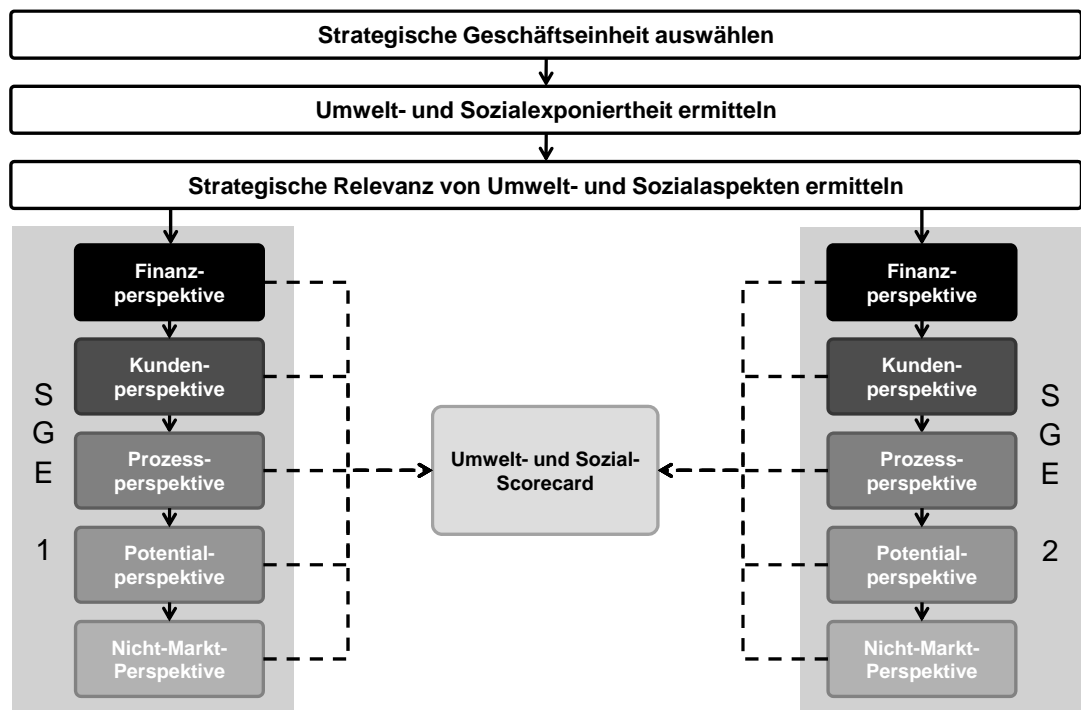 Strategische Geschäftseinheit auswählen
Umwelt- und Sozialexponiertheit ermitteln
Strategische Relevanz von Umwelt- und Sozialaspekten ermitteln
SGE 1
Finanz-
perspektive
Kunden-
perspektive
Prozess-
perspektive
Potential-
perspektive
Nicht-Markt-
Perspektive
Umwelt- und Sozial-
Scorecard
Finanz-
perspektive
Kunden-
perspektive
Prozess-
perspektive
Potential-
perspektive
Nicht-Markt-
Perspektive
SGE 2